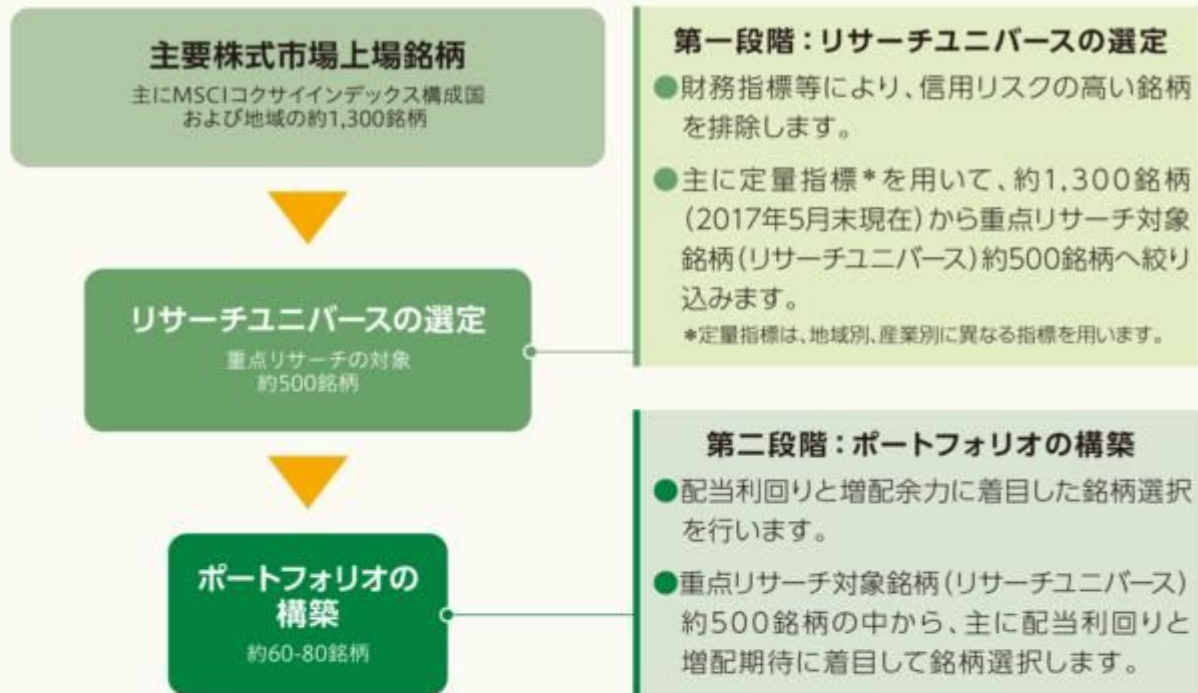 主要株式市場上場銘柄
主にMSCIコクサイインデックス構成国
および地域の約1,300銘柄
リサーチユニバースの選定
重点リサーチの対象
約500銘柄
ポートフォリオの
構築
約60-80銘柄
第一段階：リサーチユニバースの選定
●財務指標等により、信用リスクの高い銘柄
を排除します。
●主に定量指標*を用いて、約1,300銘柄
(2017年5月末現在)から重点リサーチ対象
銘柄(リサーチユニバース)約500銘柄へ絞り
込みます。
*定量指標は、地域別、産業別に異なる指標を用います。
第二段階：ポートフォリオの構築
●配当利回りと増配余力に着目した銘柄選択
を行います。
●重点リサーチ対象銘柄(リサーチユニバース)
約500銘柄の中から、主に配当利回りと
増配期待に着目して銘柄選択します。